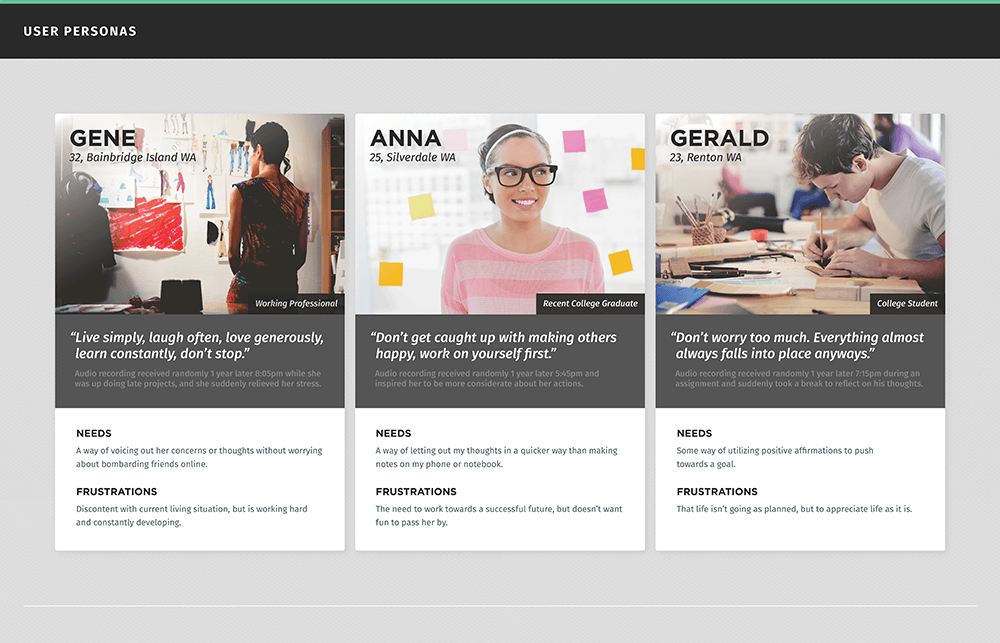 USER PERSONAS
GENE
32, Bainbridge Island WA
Working Professional
“Live simply, laugh often, love generously,
learn constantly, don’t stop.”
Audio recording received randomly 1 year later 8:05pm while she
was up doing late projects, and she suddenly relieved her stress.
NEEDS
A way of voicing out her concerns or thoughts without worrying
about bombarding friends online.
FRUSTRATIONS
Discontent with current living situation, but is working hard
and constantly developing.
ANNA
25, Silverdale WA
Recent College Graduate
“Don’t get caught up with making others
happy, work on yourself first.”
Audio recording received randomly 1 year later 5:45pm and
inspired her to be more considerate about her actions.
NEEDS
A way of letting out my thoughts in a quicker way than making
notes on my phone or notebook.
FRUSTRATIONS
The need to work towards a successful future, but doesn’t want
fun to pass her by.
GERALD
23, Renton WA
College Student
“Don’t worry too much. Everything almost
always falls into place anyways.”
Audio recording received randomly 1 year later 7:15pm during an
assignment and suddenly took a break to reflect on his thoughts.
NEEDS
Some way of utilizing positive affirmations to push
towards a goal.
FRUSTRATIONS
That life isn’t going as planned, but to appreciate life as it is.